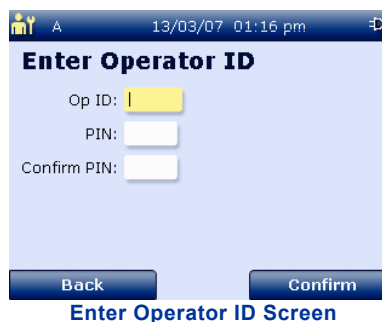 A 13/03/07 01:16 pm
Enter Operator ID
Op ID:
PIN:
Confirm PIN:
Back Confirm
Enter Operator ID Screen